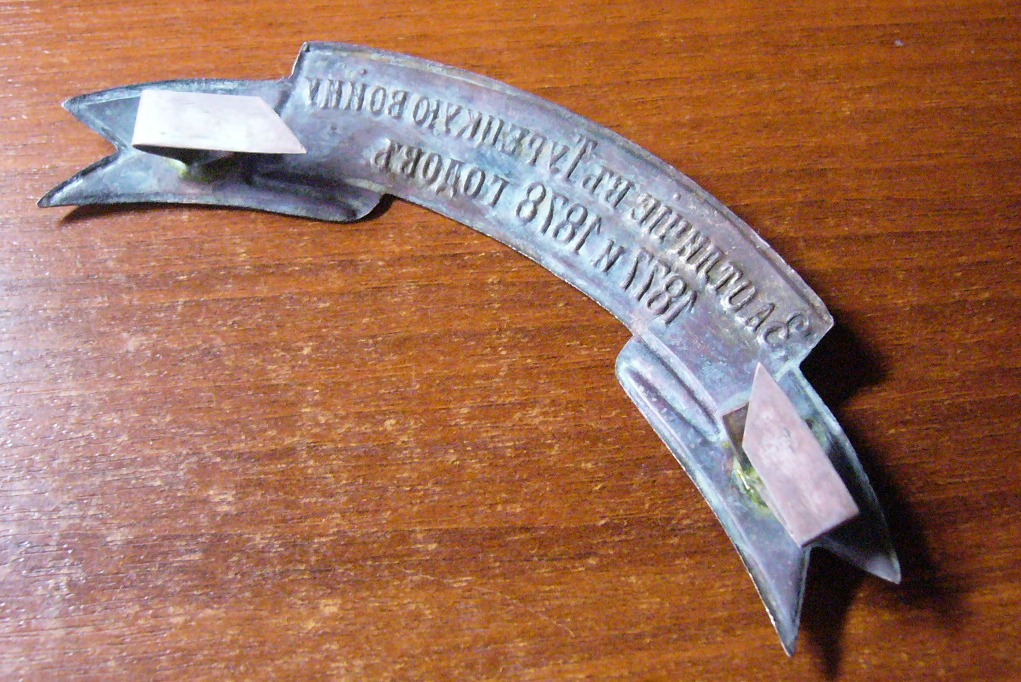 За отличіе въ Турецкую войну
1877 и 1878 годовъ